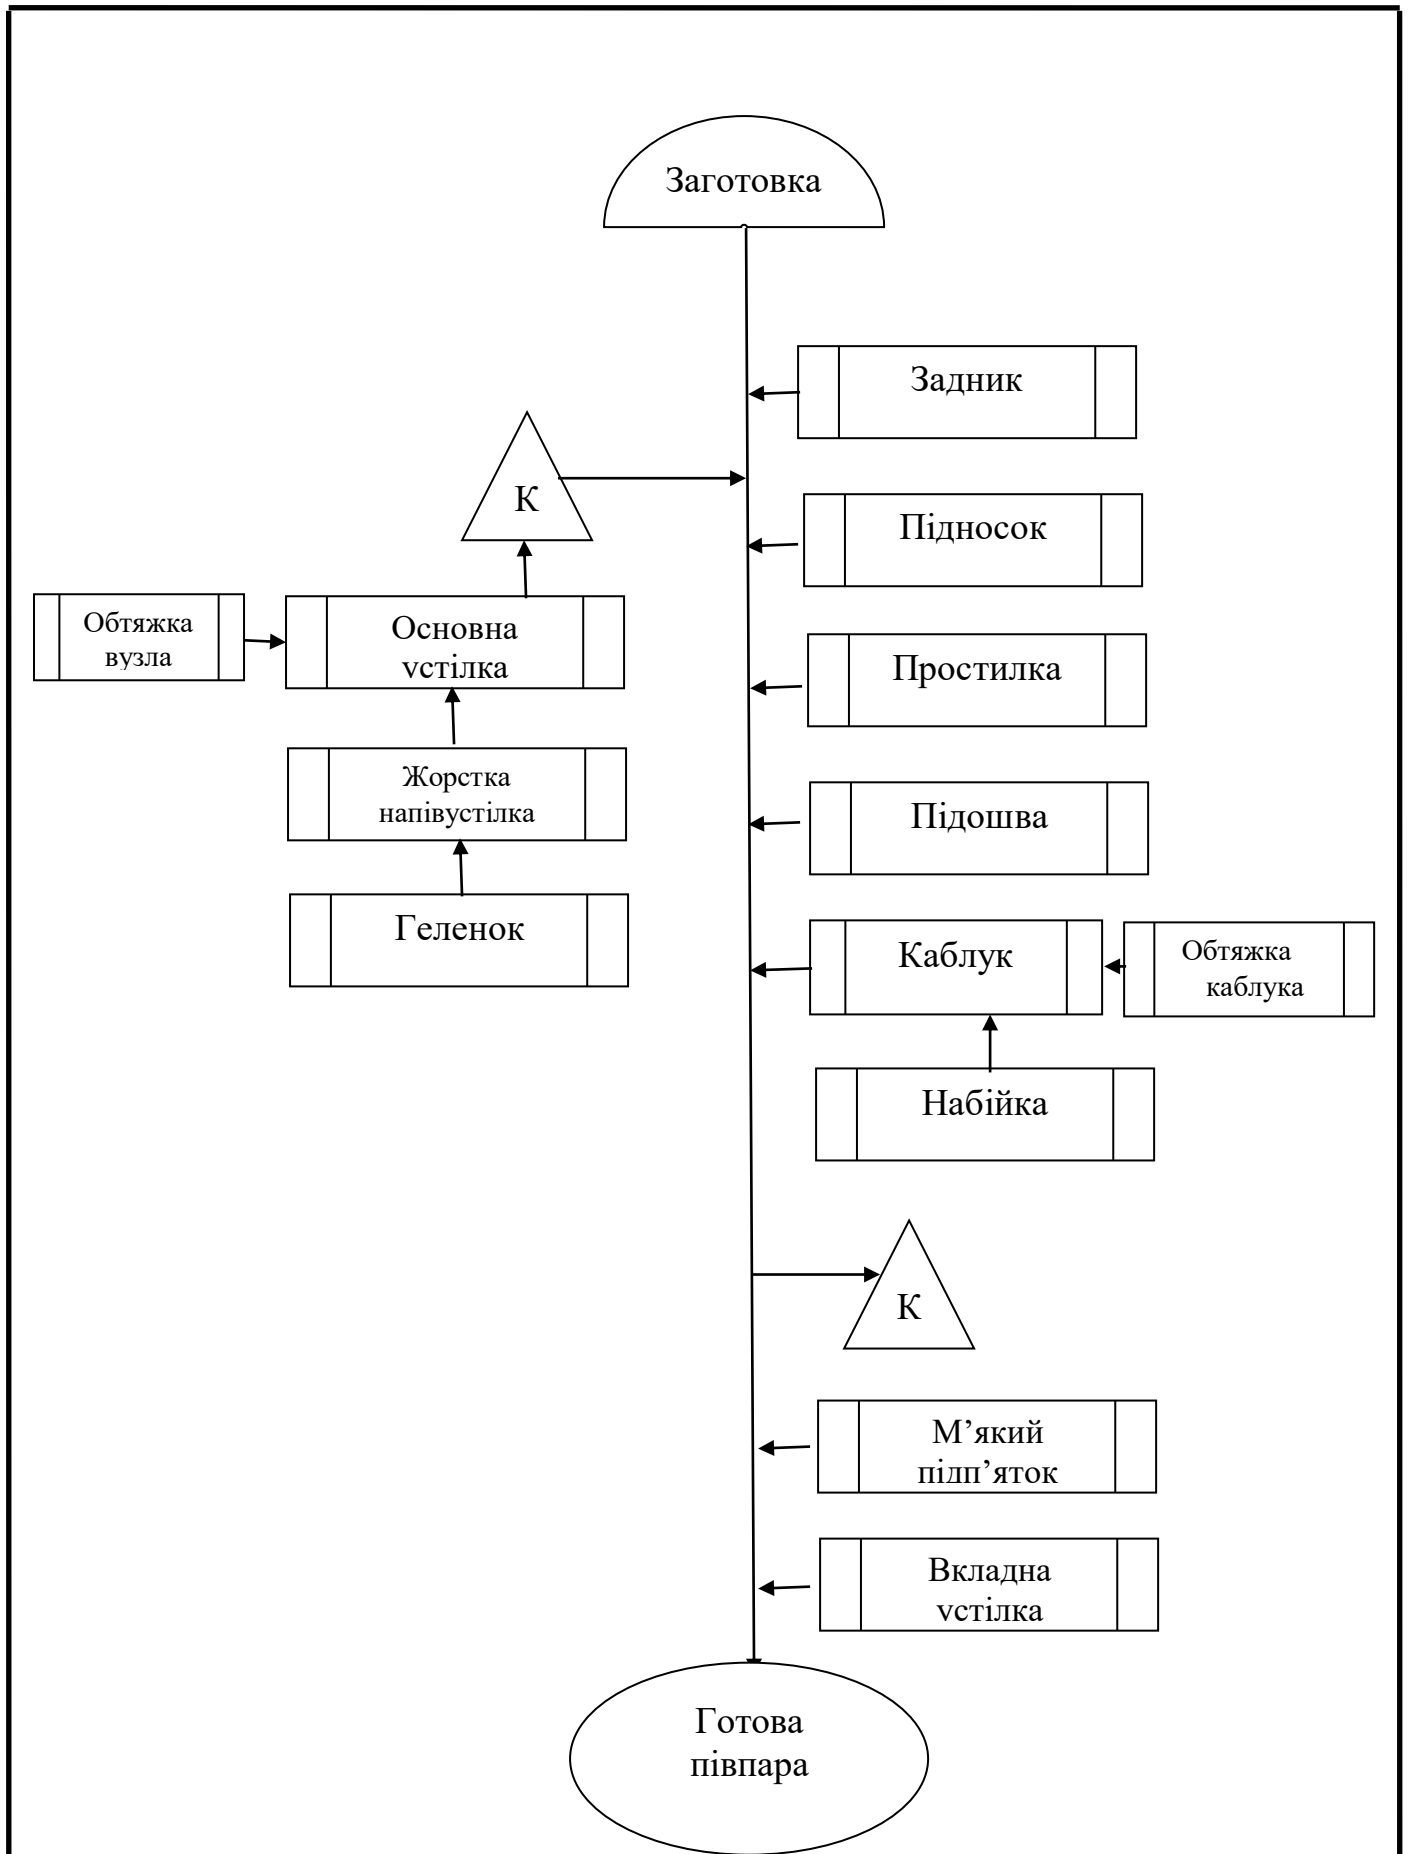 Заготовка
Задник
К
Підносок
Обтяжка
вузла
Основна
устілка
Простилка
Жорстка
напівустілка
Підошва
Геленок
Каблук
Обтяжка
каблука
Набійка
К
М’який
підп’яток
Вкладна
устілка
Готова
півпара